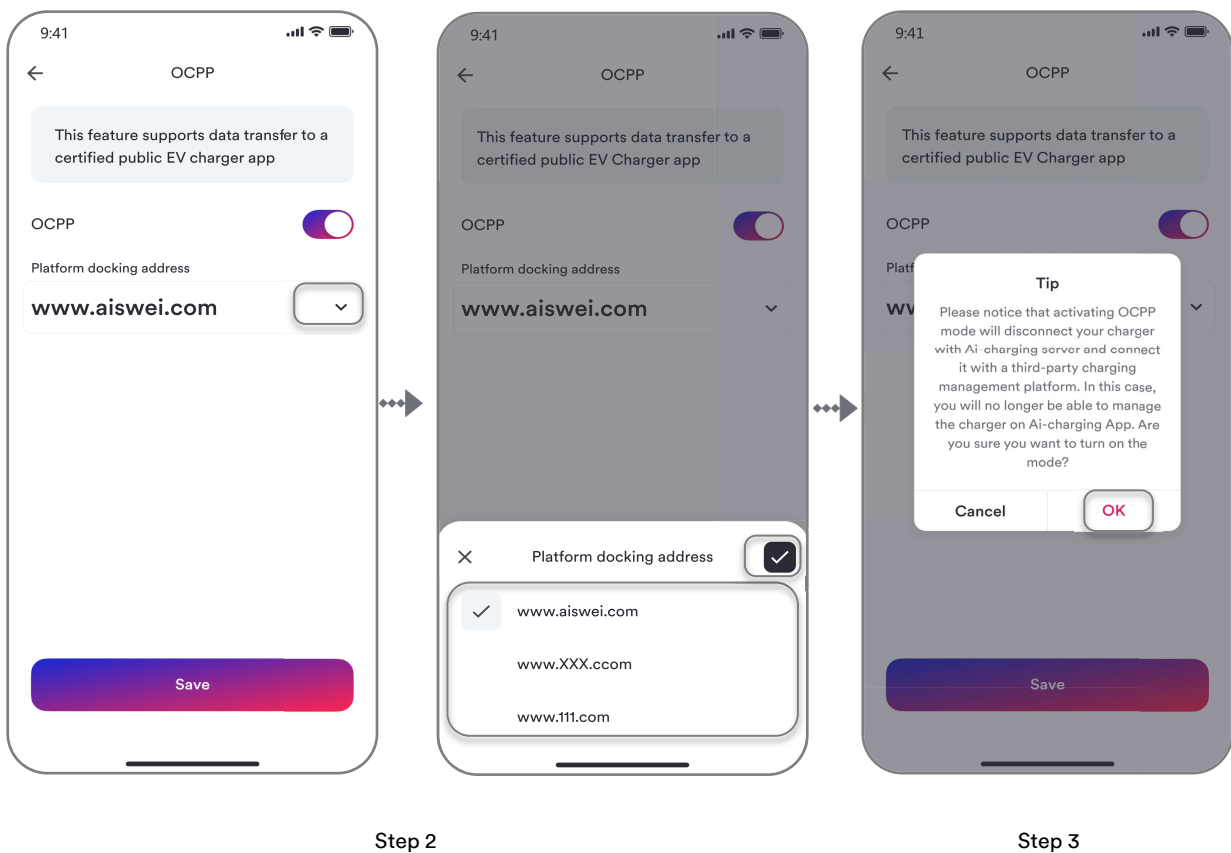 9:41
OCPP
This feature supports data transfer to a
certified public EV charger app
OCPP
Platform docking address
www.aiswei.com
Save
9:41
OCPP
This feature supports data transfer to a
certified public EV Charger app
OCPP
Platform docking address
www.aiswei.com
Platform docking address
www.aiswei.com
www.XXX.ccom
www.111.com
Step 2
9:41
OCPP
This feature supports data transfer to a
certified public EV Charger app
OCPP
Platf
Tip
Please notice that activating OCPP
mode will disconnect your charger
with Ai-charging server and connect
it with a third-party charging
management platform. In this case,
you will no longer be able to manage
the charger on Ai-charging App. Are
you sure you want to turn on the
mode?
Cancel
OK
Save
Step 3